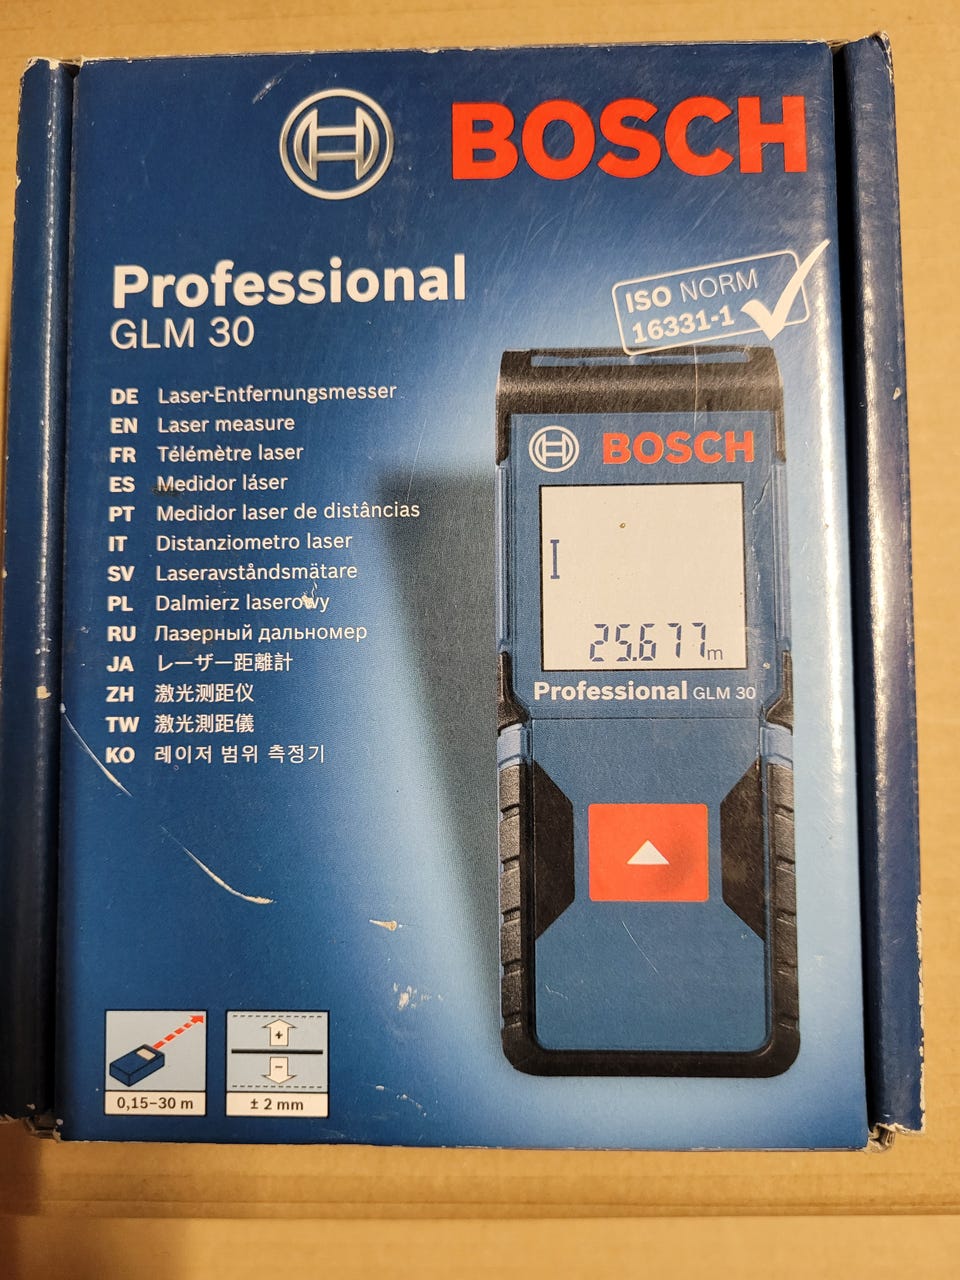 BOSCH
Professional
GLM 30
ISO NORM
16331-1
DE Laser-Entfernungsmesser
EN Laser measure
FR Télémètre laser
ES Medidor láser
PT Medidor laser de distâncias
IT Distanziometro laser
SV Laseravståndsmätare
PL Dalmierz laserowy
RU Лазерный дальномер
JA レーザー距離計
ZH 激光测距仪
TW 激光測距儀
KO 레이저 범위 측정기
BOSCH
25.677m
Professional GLM 30
0,15–30 m
± 2 mm